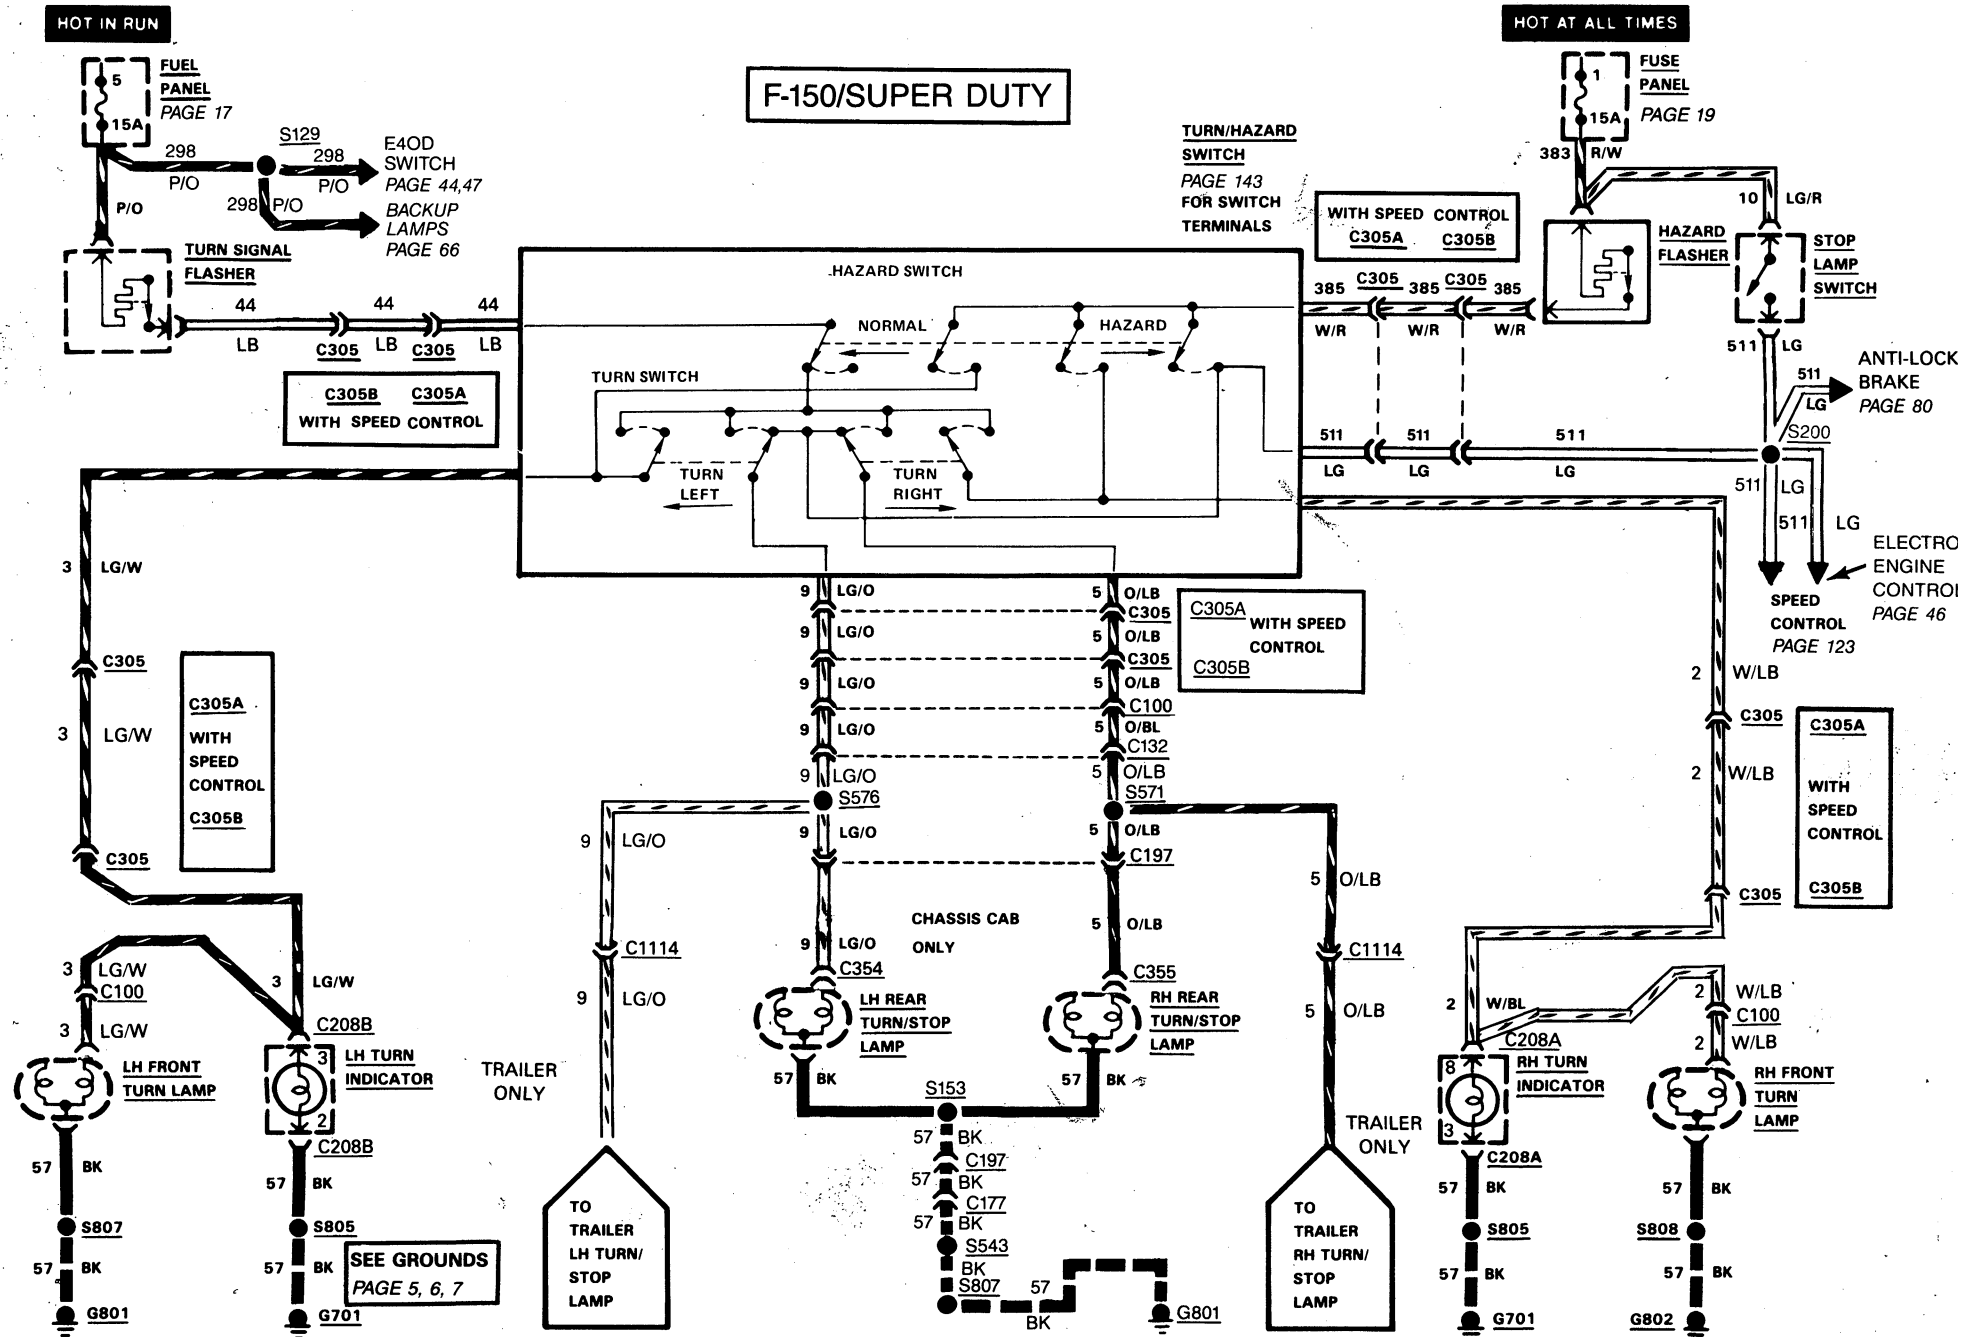 HOT IN RUN
HOT AT ALL TIMES
F-150/SUPER DUTY
5
15A
FUEL
PANEL
PAGE 17
S129
298
P/O
298
P/O
298
P/O
P/O
E4OD
SWITCH
PAGE 44,47
BACKUP
LAMPS
PAGE 66
TURN SIGNAL
FLASHER
44
44
44
LB
C305
LB
C305
LB
C305B
C305A
WITH SPEED CONTROL
TURN/HAZARD
SWITCH
PAGE 143
FOR SWITCH
TERMINALS
WITH SPEED CONTROL
C305A
C305B
1
15A
FUSE
PANEL
PAGE 19
383
R/W
10
LG/R
HAZARD
FLASHER
STOP
LAMP
SWITCH
385
C305
385
C305
385
W/R
W/R
W/R
511
LG
511
LG
ANTI-LOCK
BRAKE
PAGE 80
S200
511
511
511
LG
LG
LG
511
LG
511
LG
ELECTRO
ENGINE
CONTROL
PAGE 46
SPEED
CONTROL
PAGE 123
HAZARD SWITCH
NORMAL
HAZARD
TURN SWITCH
TURN
LEFT
TURN
RIGHT
3
LG/W
C305
3
LG/W
C305
C305A
WITH
SPEED
CONTROL
C305B
3
LG/W
C100
3
LG/W
3
LG/W
C208B
3
2
LH TURN
INDICATOR
LH FRONT
TURN LAMP
C208B
57
BK
57
BK
S807
S805
57
BK
57
BK
G801
G701
SEE GROUNDS
PAGE 5, 6, 7
9
LG/O
5
O/LB
C305
9
LG/O
5
O/LB
C305
9
LG/O
5
O/LB
C100
9
LG/O
5
O/BL
C132
9
LG/O
5
O/LB
S576
S571
9
LG/O
5
O/LB
C197
C305A
WITH SPEED
CONTROL
C305B
9
LG/O
C1114
9
LG/O
TRAILER
ONLY
TO
TRAILER
LH TURN/
STOP
LAMP
CHASSIS CAB
ONLY
9
LG/O
C354
5
O/LB
C355
LH REAR
TURN/STOP
LAMP
RH REAR
TURN/STOP
LAMP
57
BK
57
BK
S153
57
BK
C197
57
BK
C177
57
BK
S543
BK
S807
57
BK
G801
5
O/LB
C1114
5
O/LB
TRAILER
ONLY
TO
TRAILER
RH TURN/
STOP
LAMP
2
W/LB
C305
2
W/LB
C305
C305A
WITH
SPEED
CONTROL
C305B
2
W/BL
2
W/LB
C100
2
W/LB
C208A
8
3
RH TURN
INDICATOR
RH FRONT
TURN
LAMP
C208A
57
BK
57
BK
S805
S808
57
BK
57
BK
G701
G802